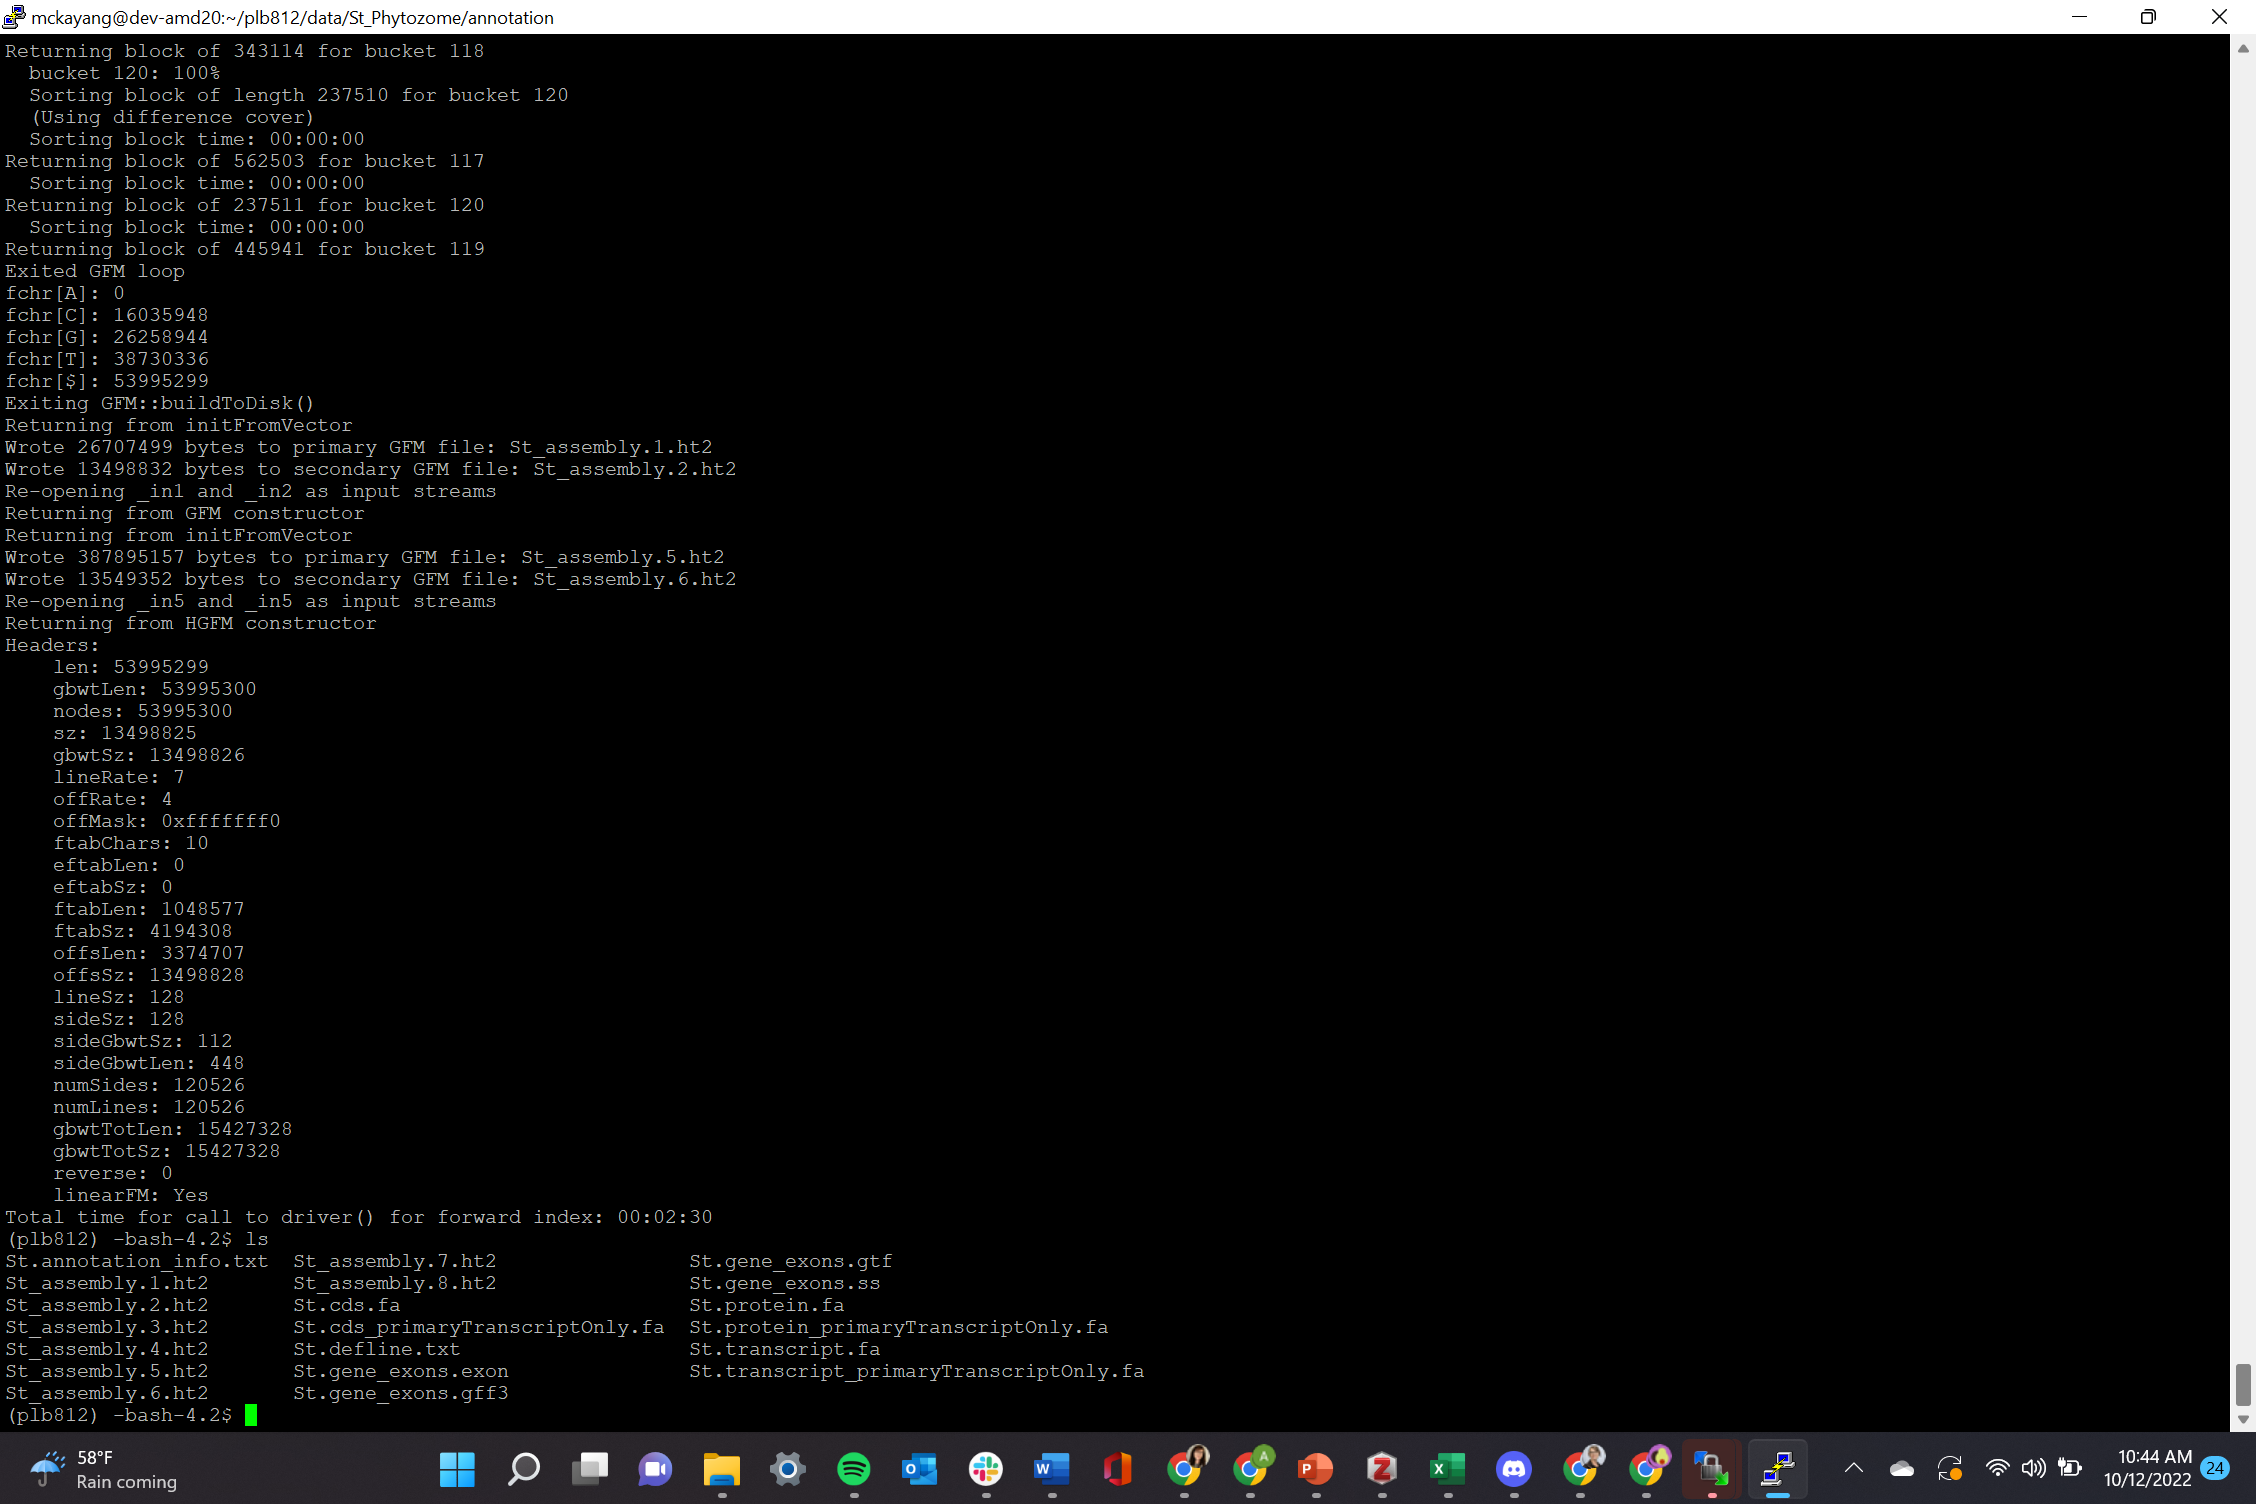 mckayang@dev-amd20:~/plb812/data/St_Phytozome/annotation
Returning block of 343114 for bucket 118
  bucket 120: 100%
  Sorting block of length 237510 for bucket 120
  (Using difference cover)
  Sorting block time: 00:00:00
Returning block of 562503 for bucket 117
  Sorting block time: 00:00:00
Returning block of 237511 for bucket 120
  Sorting block time: 00:00:00
Returning block of 445941 for bucket 119
Exited GFM loop
fchr[A]: 0
fchr[C]: 16035948
fchr[G]: 26258944
fchr[T]: 38730336
fchr[$]: 53995299
Exiting GFM::buildToDisk()
Returning from initFromVector
Wrote 26707499 bytes to primary GFM file: St_assembly.1.ht2
Wrote 13498832 bytes to secondary GFM file: St_assembly.2.ht2
Re-opening _in1 and _in2 as input streams
Returning from GFM constructor
Returning from initFromVector
Wrote 387895157 bytes to primary GFM file: St_assembly.5.ht2
Wrote 13549352 bytes to secondary GFM file: St_assembly.6.ht2
Re-opening _in5 and _in5 as input streams
Returning from HGFM constructor
Headers:
    len: 53995299
    gbwtLen: 53995300
    nodes: 53995300
    sz: 13498825
    gbwtSz: 13498826
    lineRate: 7
    offRate: 4
    offMask: 0xfffffff0
    ftabChars: 10
    eftabLen: 0
    eftabSz: 0
    ftabLen: 1048577
    ftabSz: 4194308
    offsLen: 3374707
    offsSz: 13498828
    lineSz: 128
    sideSz: 128
    sideGbwtSz: 112
    sideGbwtLen: 448
    numSides: 120526
    numLines: 120526
    gbwtTotLen: 15427328
    gbwtTotSz: 15427328
    reverse: 0
    linearFM: Yes
Total time for call to driver() for forward index: 00:02:30
(plb812) -bash-4.2$ ls
St.annotation_info.txt  St_assembly.7.ht2                St.gene_exons.gtf
St_assembly.1.ht2       St_assembly.8.ht2                St.gene_exons.ss
St_assembly.2.ht2       St.cds.fa                        St.protein.fa
St_assembly.3.ht2       St.cds_primaryTranscriptOnly.fa  St.protein_primaryTranscriptOnly.fa
St_assembly.4.ht2       St.defline.txt                   St.transcript.fa
St_assembly.5.ht2       St.gene_exons.exon               St.transcript_primaryTranscriptOnly.fa
St_assembly.6.ht2       St.gene_exons.gff3
(plb812) -bash-4.2$
58°F
Rain coming
10:44 AM
10/12/2022
24